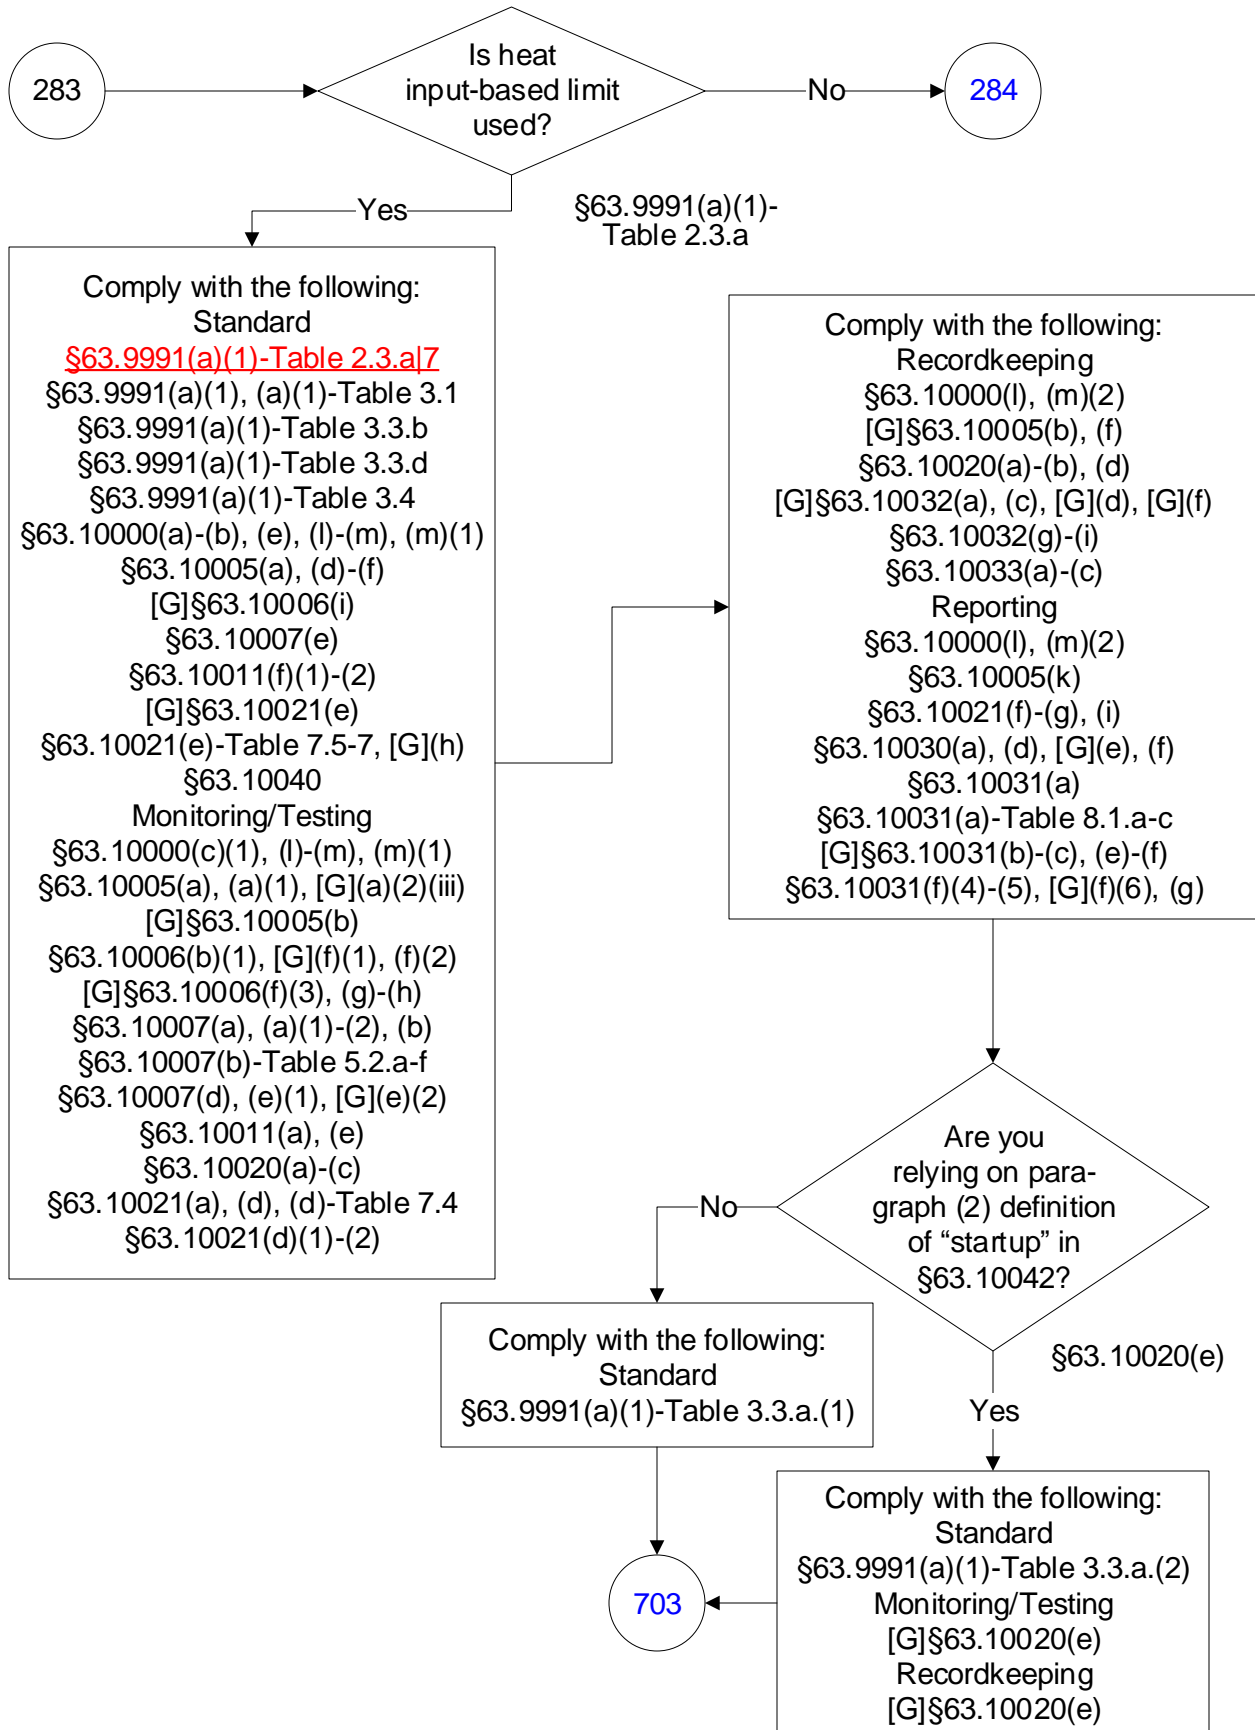 283
Is heat
input-based limit
used?
No
284
Yes
§63.9991(a)(1)-
Table 2.3.a
Comply with the following:
Standard
§63.9991(a)(1)-Table 2.3.a|7
§63.9991(a)(1), (a)(1)-Table 3.1
§63.9991(a)(1)-Table 3.3.b
§63.9991(a)(1)-Table 3.3.d
§63.9991(a)(1)-Table 3.4
§63.10000(a)-(b), (e), (l)-(m), (m)(1)
§63.10005(a), (d)-(f)
[G]§63.10006(i)
§63.10007(e)
§63.10011(f)(1)-(2)
[G]§63.10021(e)
§63.10021(e)-Table 7.5-7, [G](h)
§63.10040
Monitoring/Testing
§63.10000(c)(1), (l)-(m), (m)(1)
§63.10005(a), (a)(1), [G](a)(2)(iii)
[G]§63.10005(b)
§63.10006(b)(1), [G](f)(1), (f)(2)
[G]§63.10006(f)(3), (g)-(h)
§63.10007(a), (a)(1)-(2), (b)
§63.10007(b)-Table 5.2.a-f
§63.10007(d), (e)(1), [G](e)(2)
§63.10011(a), (e)
§63.10020(a)-(c)
§63.10021(a), (d), (d)-Table 7.4
§63.10021(d)(1)-(2)
Comply with the following:
Recordkeeping
§63.10000(l), (m)(2)
[G]§63.10005(b), (f)
§63.10020(a)-(b), (d)
[G]§63.10032(a), (c), [G](d), [G](f)
§63.10032(g)-(i)
§63.10033(a)-(c)
Reporting
§63.10000(l), (m)(2)
§63.10005(k)
§63.10021(f)-(g), (i)
§63.10030(a), (d), [G](e), (f)
§63.10031(a)
§63.10031(a)-Table 8.1.a-c
[G]§63.10031(b)-(c), (e)-(f)
§63.10031(f)(4)-(5), [G](f)(6), (g)
Are you
relying on para-
graph (2) definition
of “startup” in
§63.10042?
No
§63.10020(e)
Yes
Comply with the following:
Standard
§63.9991(a)(1)-Table 3.3.a.(1)
Comply with the following:
Standard
§63.9991(a)(1)-Table 3.3.a.(2)
Monitoring/Testing
[G]§63.10020(e)
Recordkeeping
[G]§63.10020(e)
703